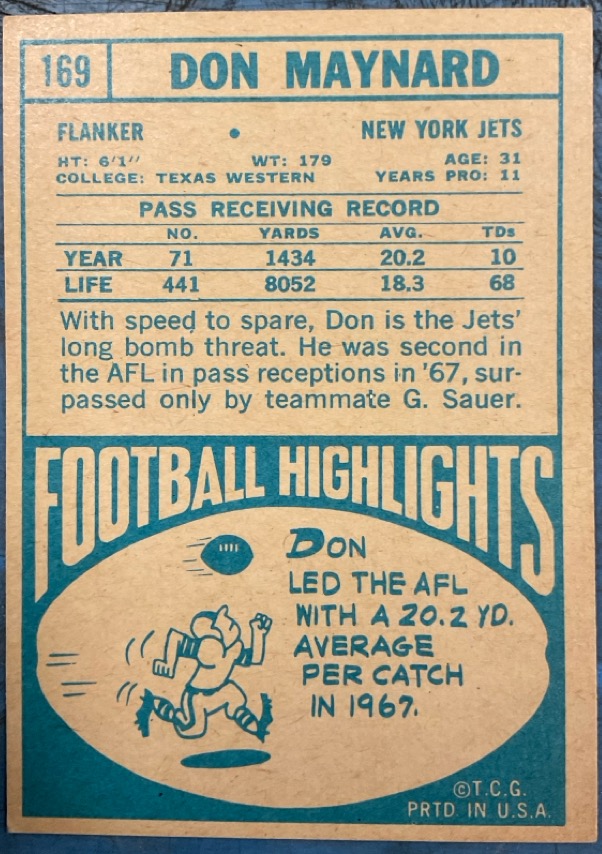 169 DON MAYNARD
FLANKER • NEW YORK JETS
HT: 6'1" WT: 179 AGE: 31
COLLEGE: TEXAS WESTERN YEARS PRO: 11
PASS RECEIVING RECORD
NO. YARDS AVG. TDs
YEAR 71 1434 20.2 10
LIFE 441 8052 18.3 68
With speed to spare, Don is the Jets'
long bomb threat. He was second in
the AFL in pass receptions in '67, sur-
passed only by teammate G. Sauer.
FOOTBALL HIGHLIGHTS
DON
LED THE AFL
WITH A 20.2 YD.
AVERAGE
PER CATCH
IN 1967.
©T.C.G.
PRTD. IN U.S.A.